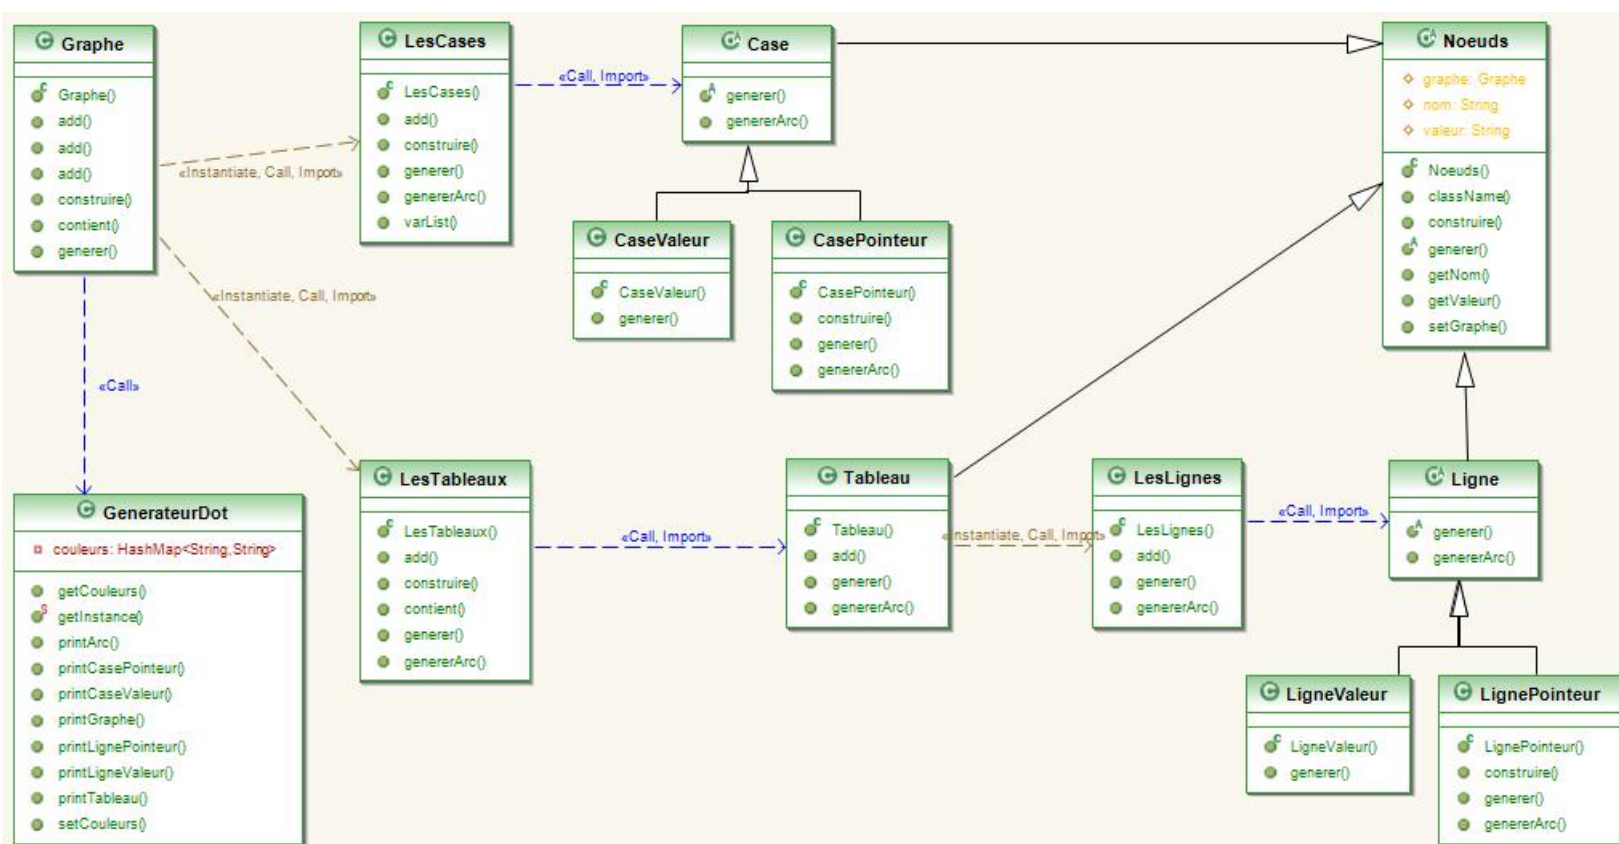 Graphe
Graphe()
add()
add()
add()
construire()
contient()
generer()
«Instantiate, Call, Import»
«Instantiate, Call, Import»
«Call»
LesCases
LesCases()
add()
construire()
generer()
genererArc()
varList()
«Call, Import»
Case
generer()
genererArc()
CaseValeur
CaseValeur()
generer()
CasePointeur
CasePointeur()
construire()
generer()
genererArc()
Noeuds
graphe: Graphe
nom: String
valeur: String
Noeuds()
className()
construire()
generer()
getNom()
getValeur()
setGraphe()
GenerateurDot
couleurs: HashMap<String,String>
getCouleurs()
getInstance()
printArc()
printCasePointeur()
printCaseValeur()
printGraphe()
printLignePointeur()
printLigneValeur()
printTableau()
setCouleurs()
LesTableaux
LesTableaux()
add()
construire()
contient()
generer()
genererArc()
«Call, Import»
Tableau
Tableau()
add()
generer()
genererArc()
«Instantiate, Call, Import»
LesLignes
LesLignes()
add()
generer()
genererArc()
«Call, Import»
Ligne
generer()
genererArc()
LigneValeur
LigneValeur()
generer()
LignePointeur
LignePointeur()
construire()
generer()
genererArc()